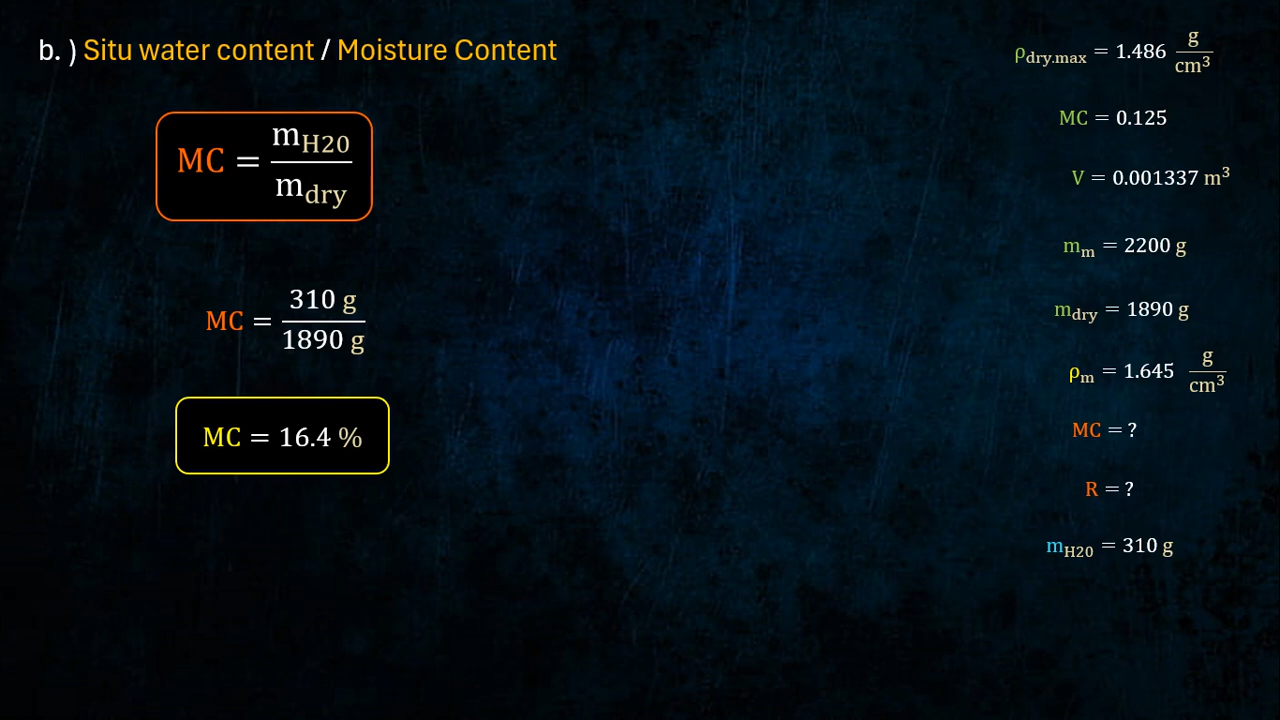 b. ) Situ water content / Moisture Content
MC = m_H20 / m_dry
MC = 310 g / 1890 g
MC = 16.4 %
ρ_dry.max = 1.486 g/cm³
MC = 0.125
V = 0.001337 m³
m_m = 2200 g
m_dry = 1890 g
ρ_m = 1.645 g/cm³
MC = ?
R = ?
m_H20 = 310 g